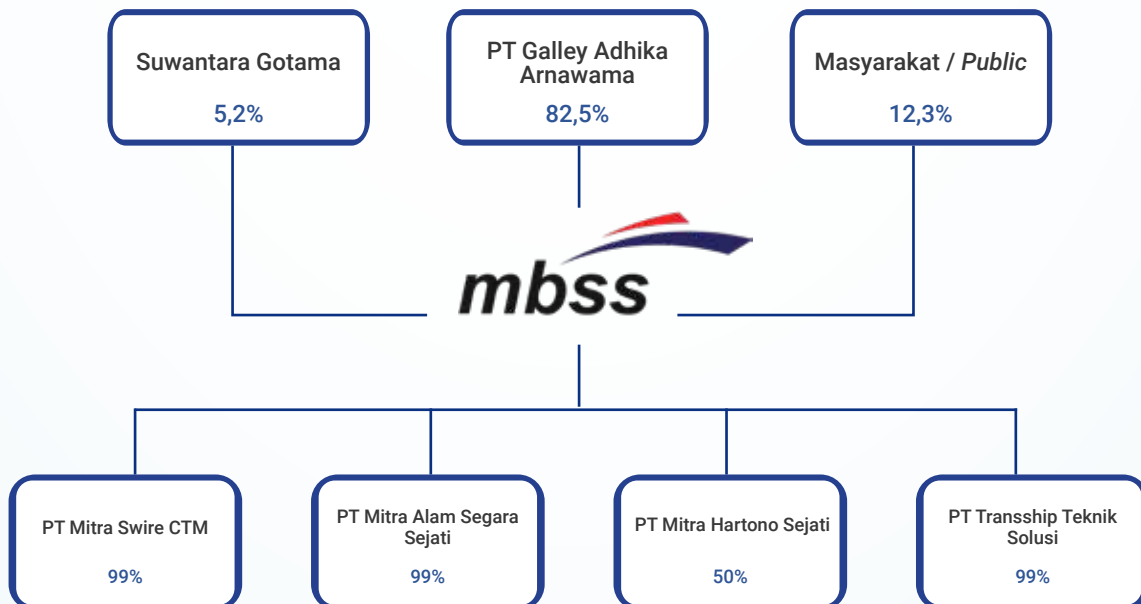 Suwantara Gotama
5,2%
PT Galley Adhika
Arnawama
82,5%
Masyarakat / Public
12,3%
mbss
PT Mitra Swire CTM
99%
PT Mitra Alam Segara
Sejati
99%
PT Mitra Hartono Sejati
50%
PT Transship Teknik
Solusi
99%